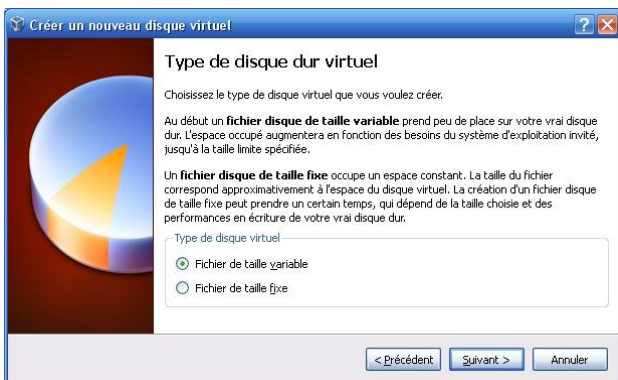 Créer un nouveau disque virtuel
Type de disque dur virtuel
Choisissez le type de disque virtuel que vous voulez créer.
Au début un fichier disque de taille variable prend peu de place sur votre vrai disque
dur. L'espace occupé augmentera en fonction des besoins du système d'exploitation invité,
jusqu'à la taille limite spécifiée.
Un fichier disque de taille fixe occupe un espace constant. La taille du fichier
correspond approximativement à l'espace du disque virtuel. La création d'un fichier disque
de taille fixe peut prendre un certain temps, qui dépend de la taille choisie et des
performances en écriture de votre vrai disque dur.
Type de disque virtuel
Fichier de taille variable
Fichier de taille fixe
< Précédent Suivant > Annuler